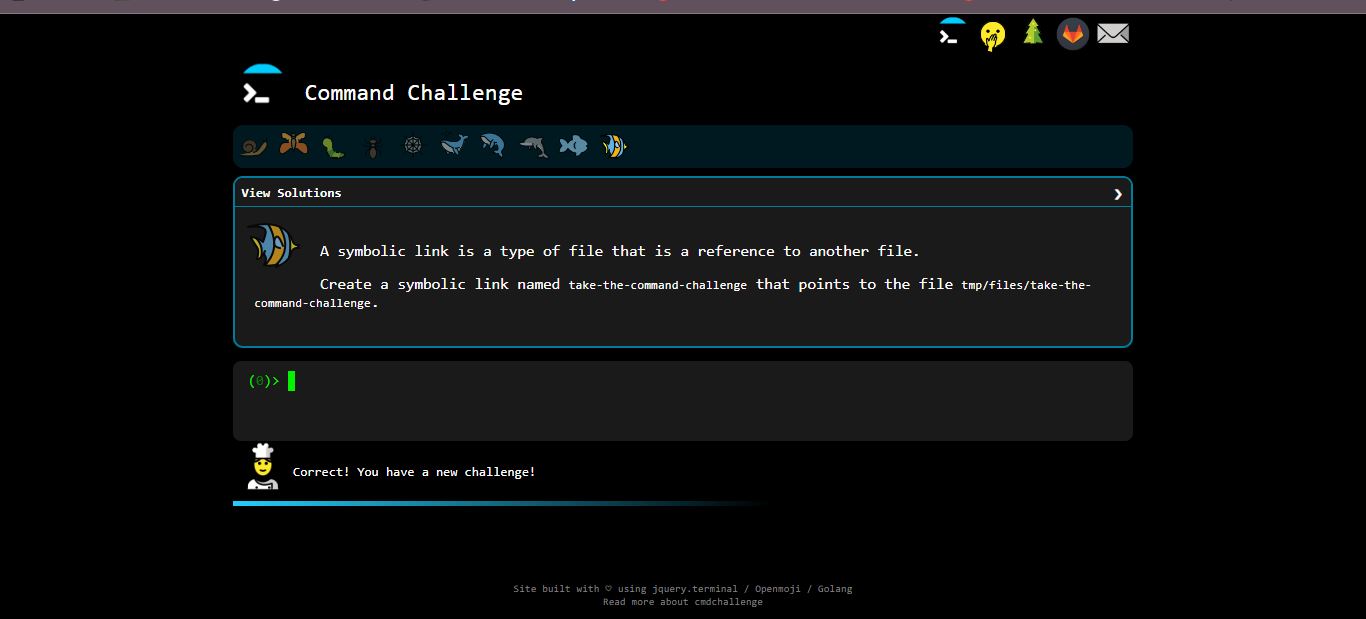 Command Challenge
View Solutions
A symbolic link is a type of file that is a reference to another file.
Create a symbolic link named take-the-command-challenge that points to the file tmp/files/take-the-
command-challenge.
(0)>
Correct! You have a new challenge!
Site built with ♡ using jquery.terminal / Openmoji / Golang
Read more about cmdchallenge